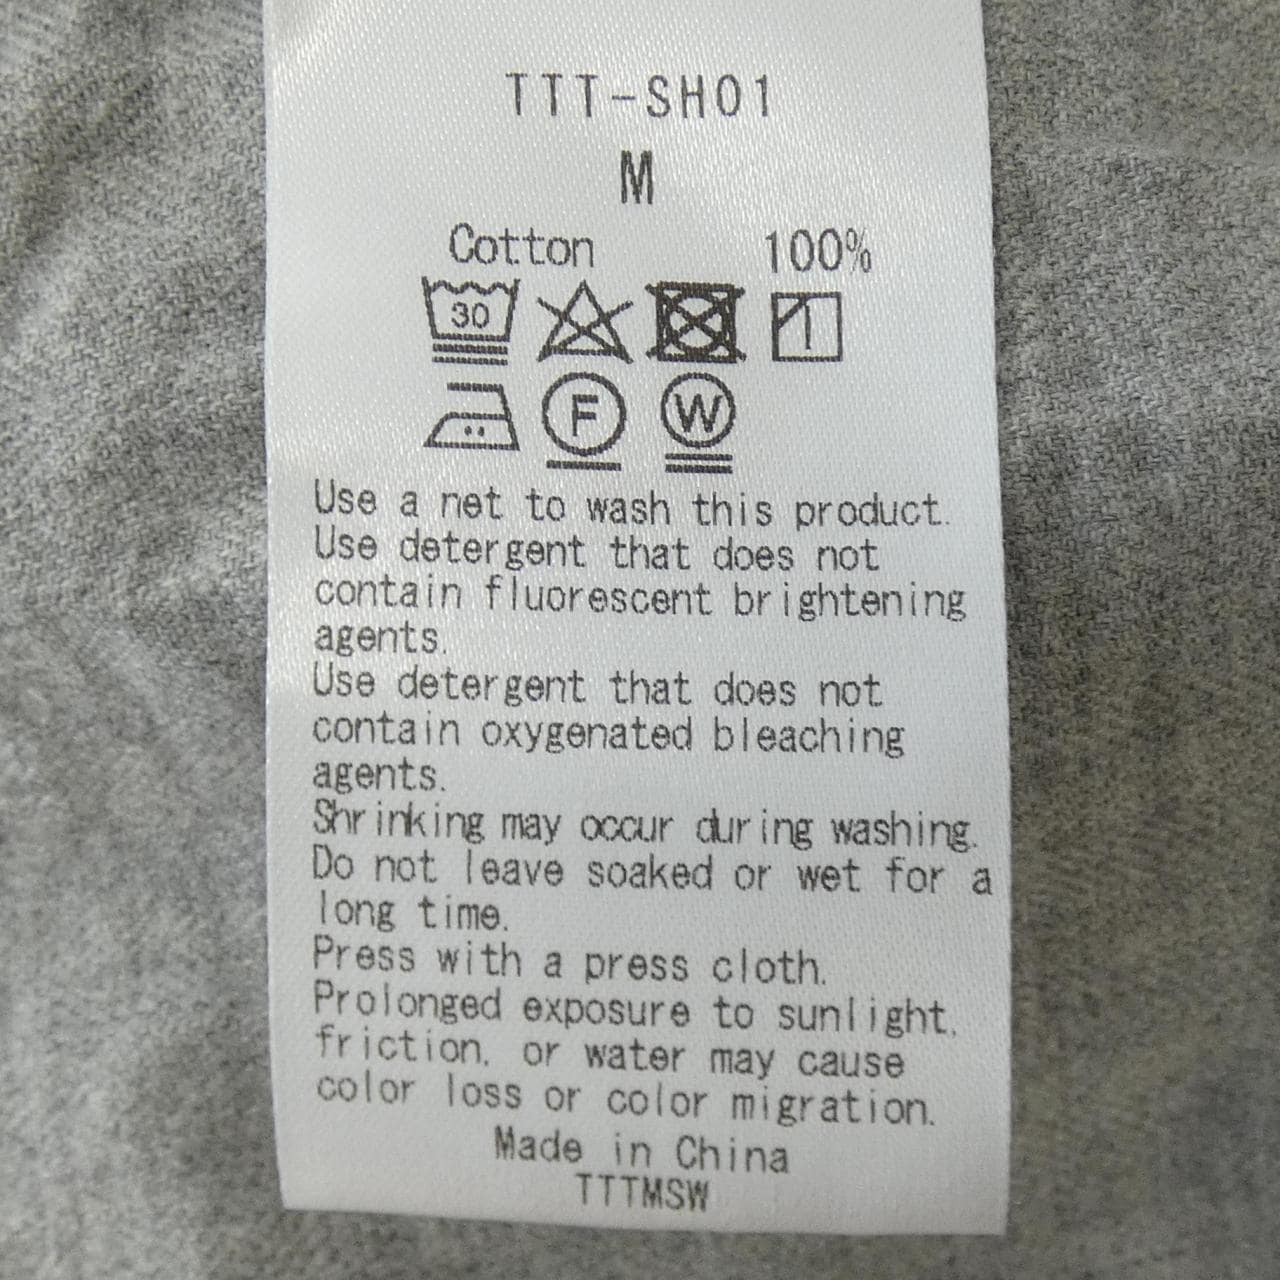 TTT-SH01
M
Cotton 100%
30
F W
Use a net to wash this product.
Use detergent that does not
contain fluorescent brightening
agents.
Use detergent that does not
contain oxygenated bleaching
agents.
Shrinking may occur during washing.
Do not leave soaked or wet for a
long time.
Press with a press cloth.
Prolonged exposure to sunlight,
friction, or water may cause
color loss or color migration.
Made in China
TTTMSW